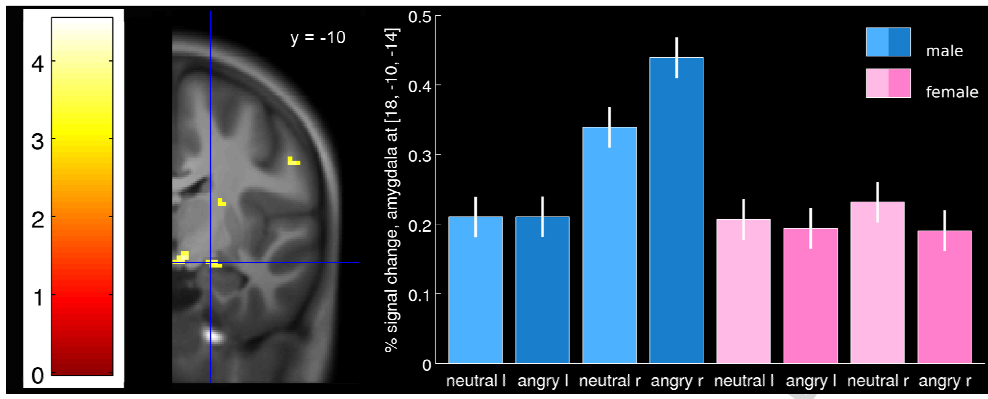 4
3
2
1
0
y = -10
% signal change, amygdala at [18, -10, -14]
0.5
0.4
0.3
0.2
0.1
0
male
female
neutral l angry l neutral r angry r neutral l angry l neutral r angry r